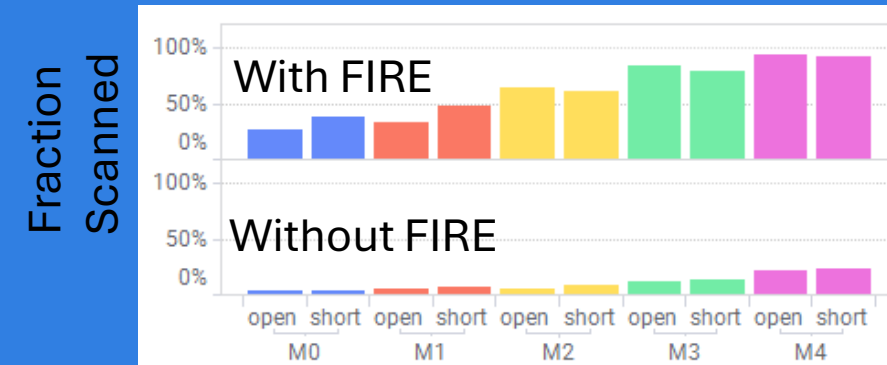 Fraction
Scanned
100%
With FIRE
50%
0%
100%
Without FIRE
50%
0%
open short open short open short open short open short
M0 M1 M2 M3 M4